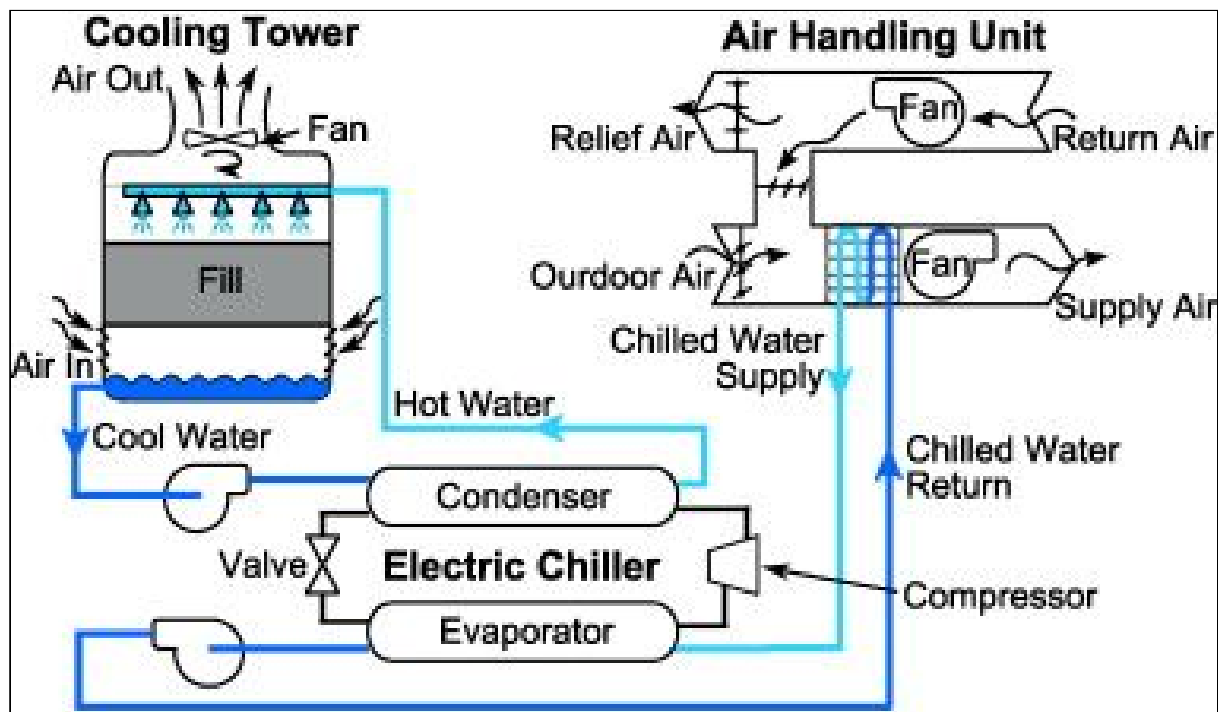 Cooling Tower
Air Out
Fan
Fill
Air In
Cool Water
Hot Water
Air Handling Unit
Relief Air
Fan
Return Air
Ourdoor Air
Fan
Supply Air
Chilled Water
Supply
Chilled Water
Return
Condenser
Valve
Electric Chiller
Compressor
Evaporator